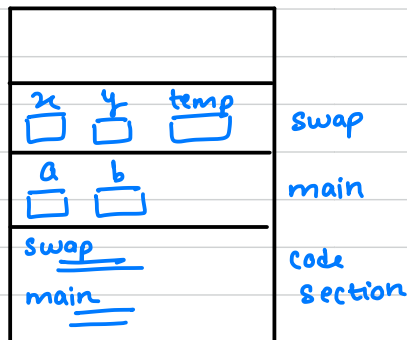 x y temp
swap
a b
main
swap
main
code
section